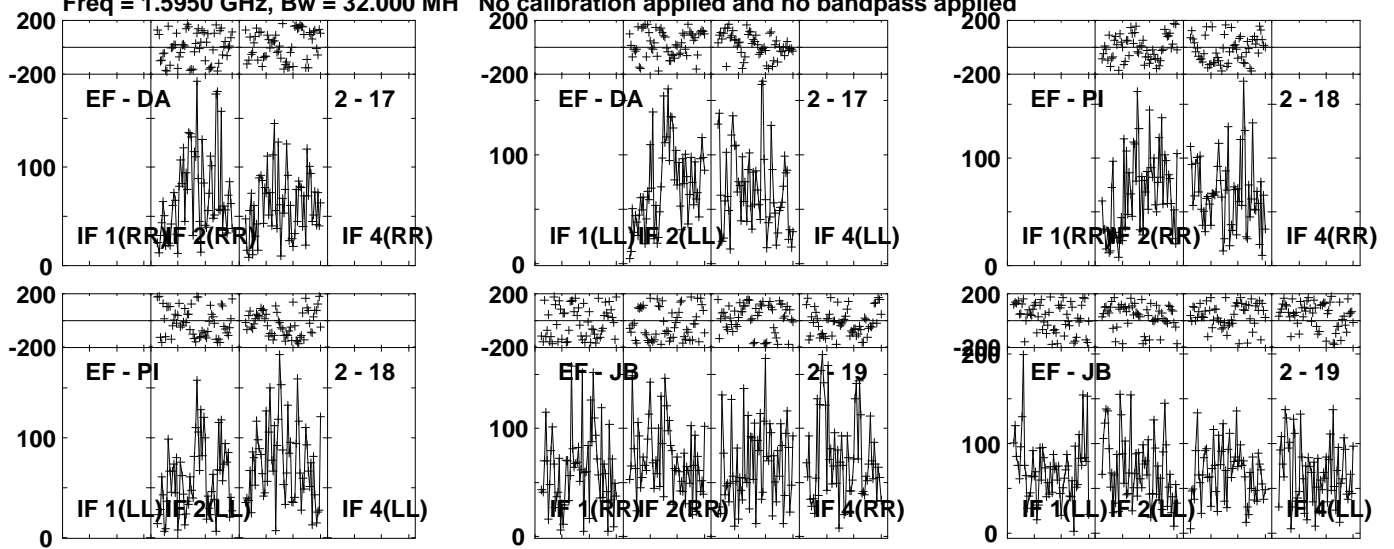 Freq = 1.5950 GHz, Bw = 32.000 MH No calibration applied and no bandpass applied
200
-200
EF - DA
2 - 17
100
0
IF 1(RR)
IF 2(RR)
IF 4(RR)
EF - DA
2 - 17
100
0
IF 1(LL)
IF 2(LL)
IF 4(LL)
200
-200
EF - PI
2 - 18
100
0
IF 1(RR)
IF 2(RR)
IF 4(RR)
200
-200
EF - PI
2 - 18
100
0
IF 1(LL)
IF 2(LL)
IF 4(LL)
200
-200
EF - JB
2 - 19
100
0
IF 1(RR)
IF 2(RR)
IF 4(RR)
200
-200
200
EF - JB
2 - 19
100
0
IF 1(LL)
IF 2(LL)
IF 4(LL)
200
-200